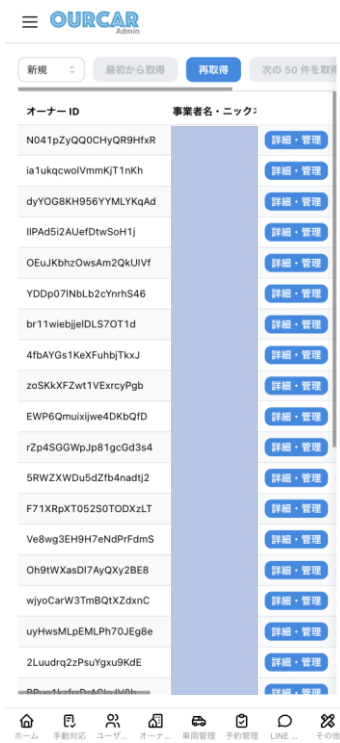 OURCAR
Admin
新規 最初から取得 再取得 次の 50 件を取得
オーナー ID 事業者名・ニック
N041pZyQQ0CHyQR9HfxR 詳細・管理
ia1ukqcwoIVmmKjT1nKh 詳細・管理
dyYOG8KH956YYMLYKqAd 詳細・管理
IIPAd5i2AUefDtwSoH1j 詳細・管理
OEuJKbhzOwsAm2QkUIVf 詳細・管理
YDDp07INbLb2cYnrhS46 詳細・管理
br11wiebjjeIDLS7OT1d 詳細・管理
4fbAYGs1KeXFuhbjTkxJ 詳細・管理
zoSKkXFZwt1VExrcyPgb 詳細・管理
EWP6Qmuixijwe4DKbQfD 詳細・管理
rZp4SGGWpJp81gcGd3s4 詳細・管理
5RWZXWDu5dZfb4nadtj2 詳細・管理
F71XRpXT052S0TODXzLT 詳細・管理
Ve8wg3EH9H7eNdPrFdmS 詳細・管理
Oh9tWXasDI7AyQXy2BE8 詳細・管理
wjyoCarW3TmBQtXZdxnC 詳細・管理
uyHwsMLpEMLPh70JEg8e 詳細・管理
2Luudrq2zPsuYgxu9KdE 詳細・管理
詳細・管理
ホーム 手動対応 ユーザ... オーナ... 車両管理 予約管理 LINE ... その他